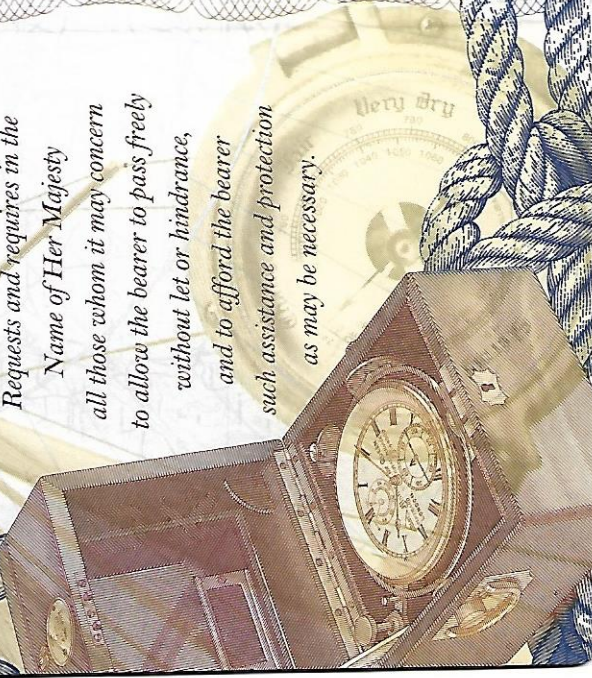 Requests and requires in the
Name of Her Majesty
all those whom it may concern
to allow the bearer to pass freely
without let or hindrance,
and to afford the bearer
such assistance and protection
as may be necessary.
Very Dry